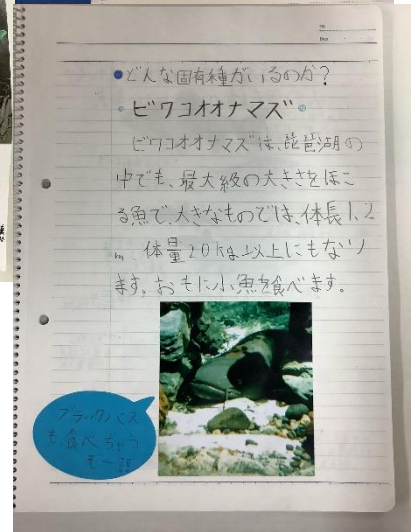 No.
Date
●どんな固有種がいるのか?
ビワコオオナマズ
ビワコオオナマズは、琵琶湖の
中でも、最大級の大きさをほこ
る魚で、大きなものでは、体長1.2
m 体重20kg以上にもなり
ます。おもに小魚を食べます。
ブラックバス
も、食べちゃう
ぞー